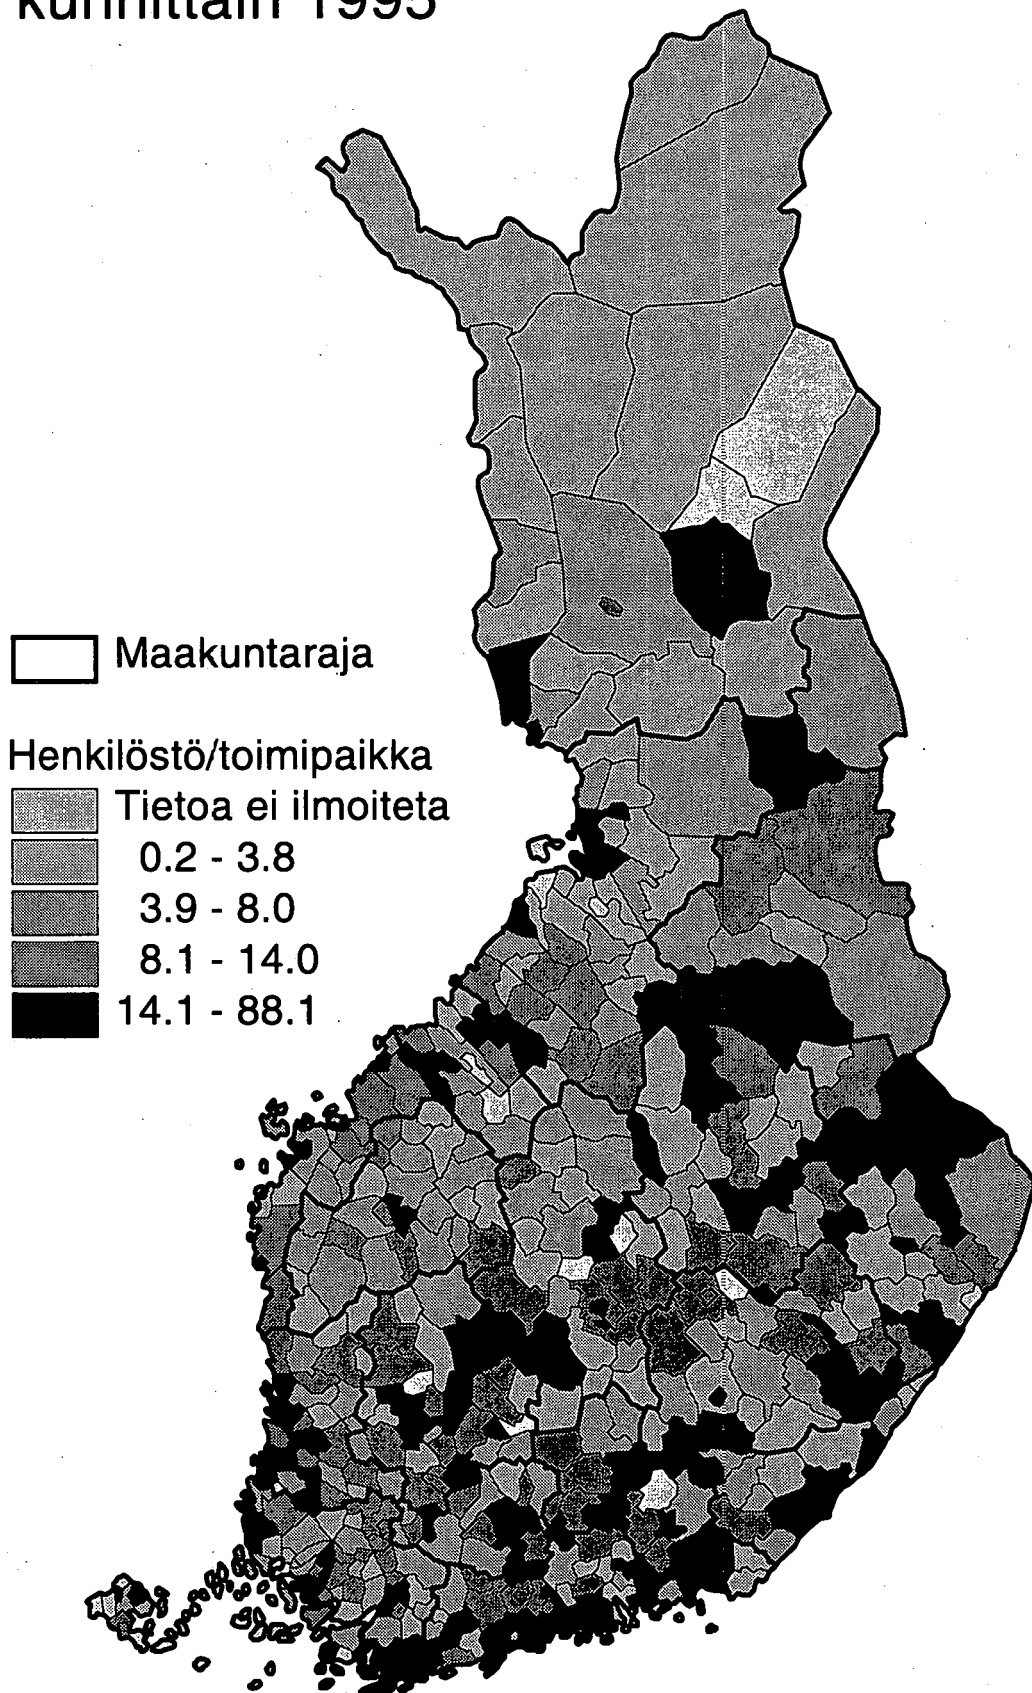 kunnittain 1995
Maakuntaraja
Henkilöstö/toimipaikka
Tietoa ei ilmoiteta
0.2 - 3.8
3.9 - 8.0
8.1 - 14.0
14.1 - 88.1